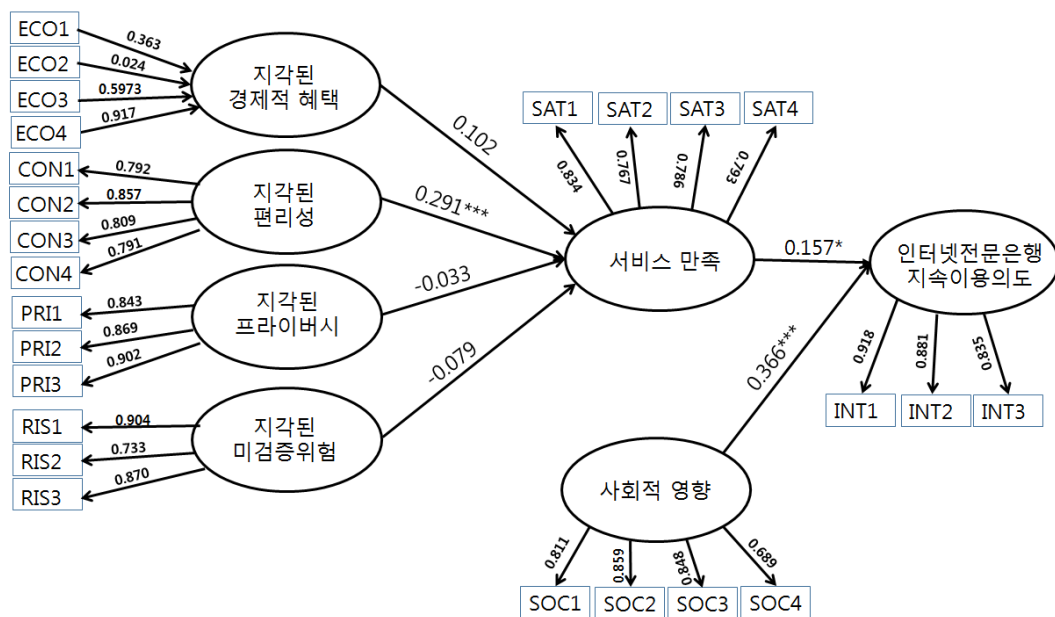 ECO1
0.363
ECO2
0.024
ECO3
0.5973
ECO4
0.917
지각된
경제적 혜택
0.102
CON1
0.792
CON2
0.857
CON3
0.809
CON4
0.791
지각된
편리성
0.291***
PRI1
0.843
PRI2
0.869
PRI3
0.902
지각된
프라이버시
-0.033
RIS1
0.904
RIS2
0.733
RIS3
0.870
지각된
미검증위험
-0.079
SAT1
SAT2
SAT3
SAT4
0.834
0.767
0.786
0.793
서비스 만족
0.157*
인터넷전문은행
지속이용의도
0.918
0.881
0.835
INT1
INT2
INT3
0.366***
사회적 영향
0.811
0.859
0.848
0.689
SOC1
SOC2
SOC3
SOC4